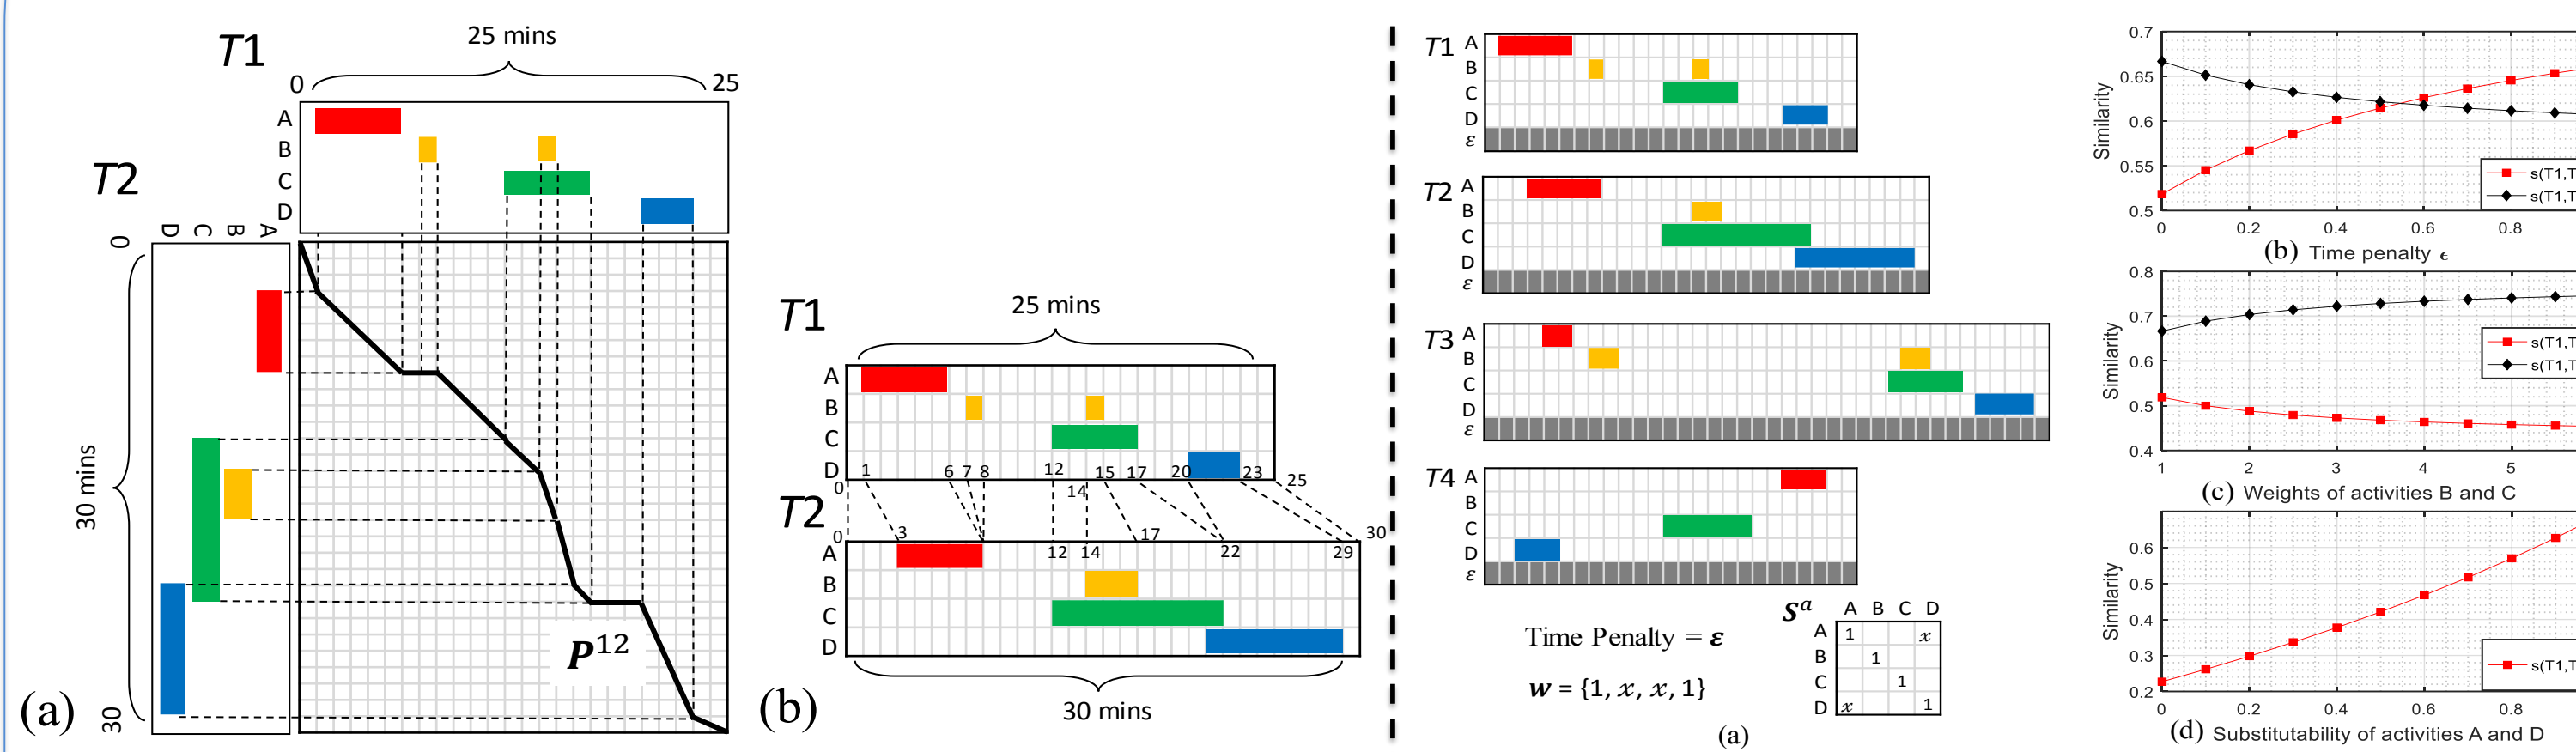 T1
25 mins
0
25
A
B
C
D
T2
D
C
B
A
0
30 mins
30
P¹²
(a)
T1
25 mins
A
B
C
D
1
6
7
8
12
14
15
17
20
23
25
0
T2
0
3
12
14
17
22
29
30
A
B
C
D
30 mins
(b)
T1
A
B
C
D
ε
T2
A
B
C
D
ε
T3
A
B
C
D
ε
T4
A
B
C
D
ε
Time Penalty = ε
w = {1, x, x, 1}
Sᵃ
A B C D
A 1 x
B 1
C 1
D x 1
(a)
Similarity
0.7
0.65
0.6
0.55
0.5
0 0.2 0.4 0.6 0.8
s(T1,T
s(T1,T
(b) Time penalty ϵ
Similarity
0.8
0.7
0.6
0.5
0.4
1 2 3 4 5
s(T1,T
s(T1,T
(c) Weights of activities B and C
Similarity
0.6
0.5
0.4
0.3
0.2
0 0.2 0.4 0.6 0.8
s(T1,T
(d) Substitutability of activities A and D